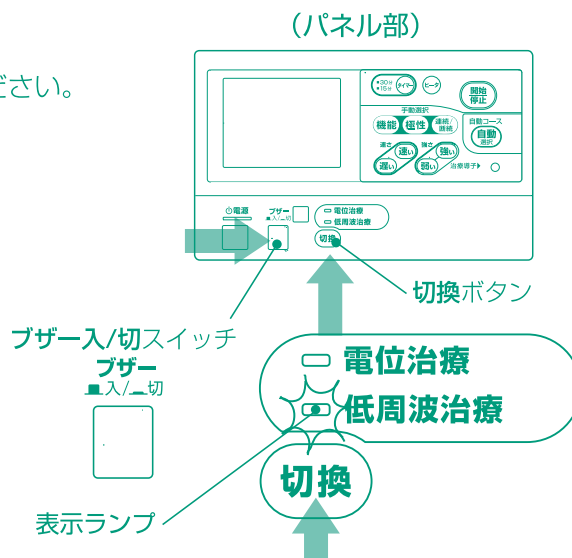 （パネル部）
ださい。
●30分
●15分
タイマー
ヒータ
開始
停止
手動選択
機能
極性
連続/
断続
自動コース
自動
選択
速さ
速い
遅い
強さ
強い
弱い
治療導子
電源
ブザー
入/切
電位治療
低周波治療
切換
切換ボタン
ブザー入/切スイッチ
ブザー
入/切
電位治療
低周波治療
切換
表示ランプ